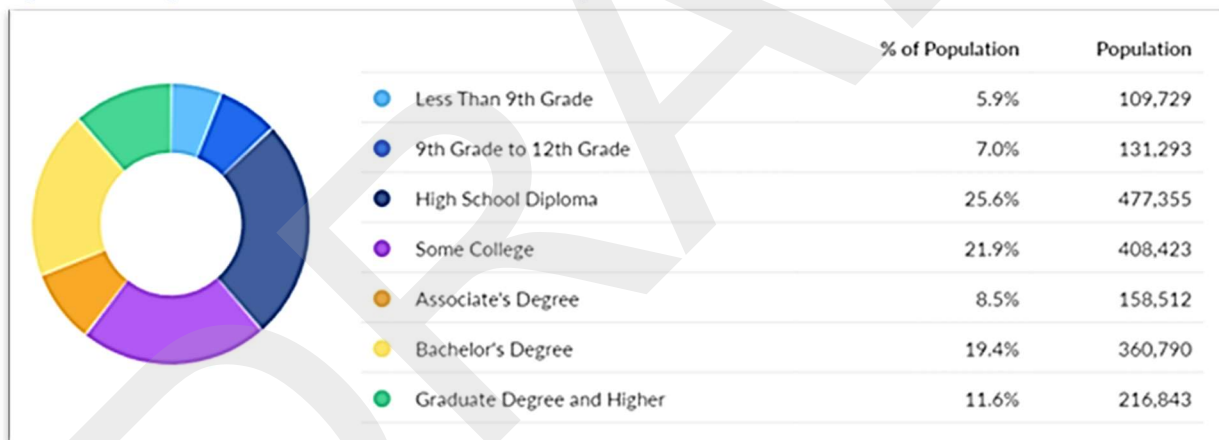 % of Population Population
Less Than 9th Grade 5.9% 109,729
9th Grade to 12th Grade 7.0% 131,293
High School Diploma 25.6% 477,355
Some College 21.9% 408,423
Associate's Degree 8.5% 158,512
Bachelor's Degree 19.4% 360,790
Graduate Degree and Higher 11.6% 216,843